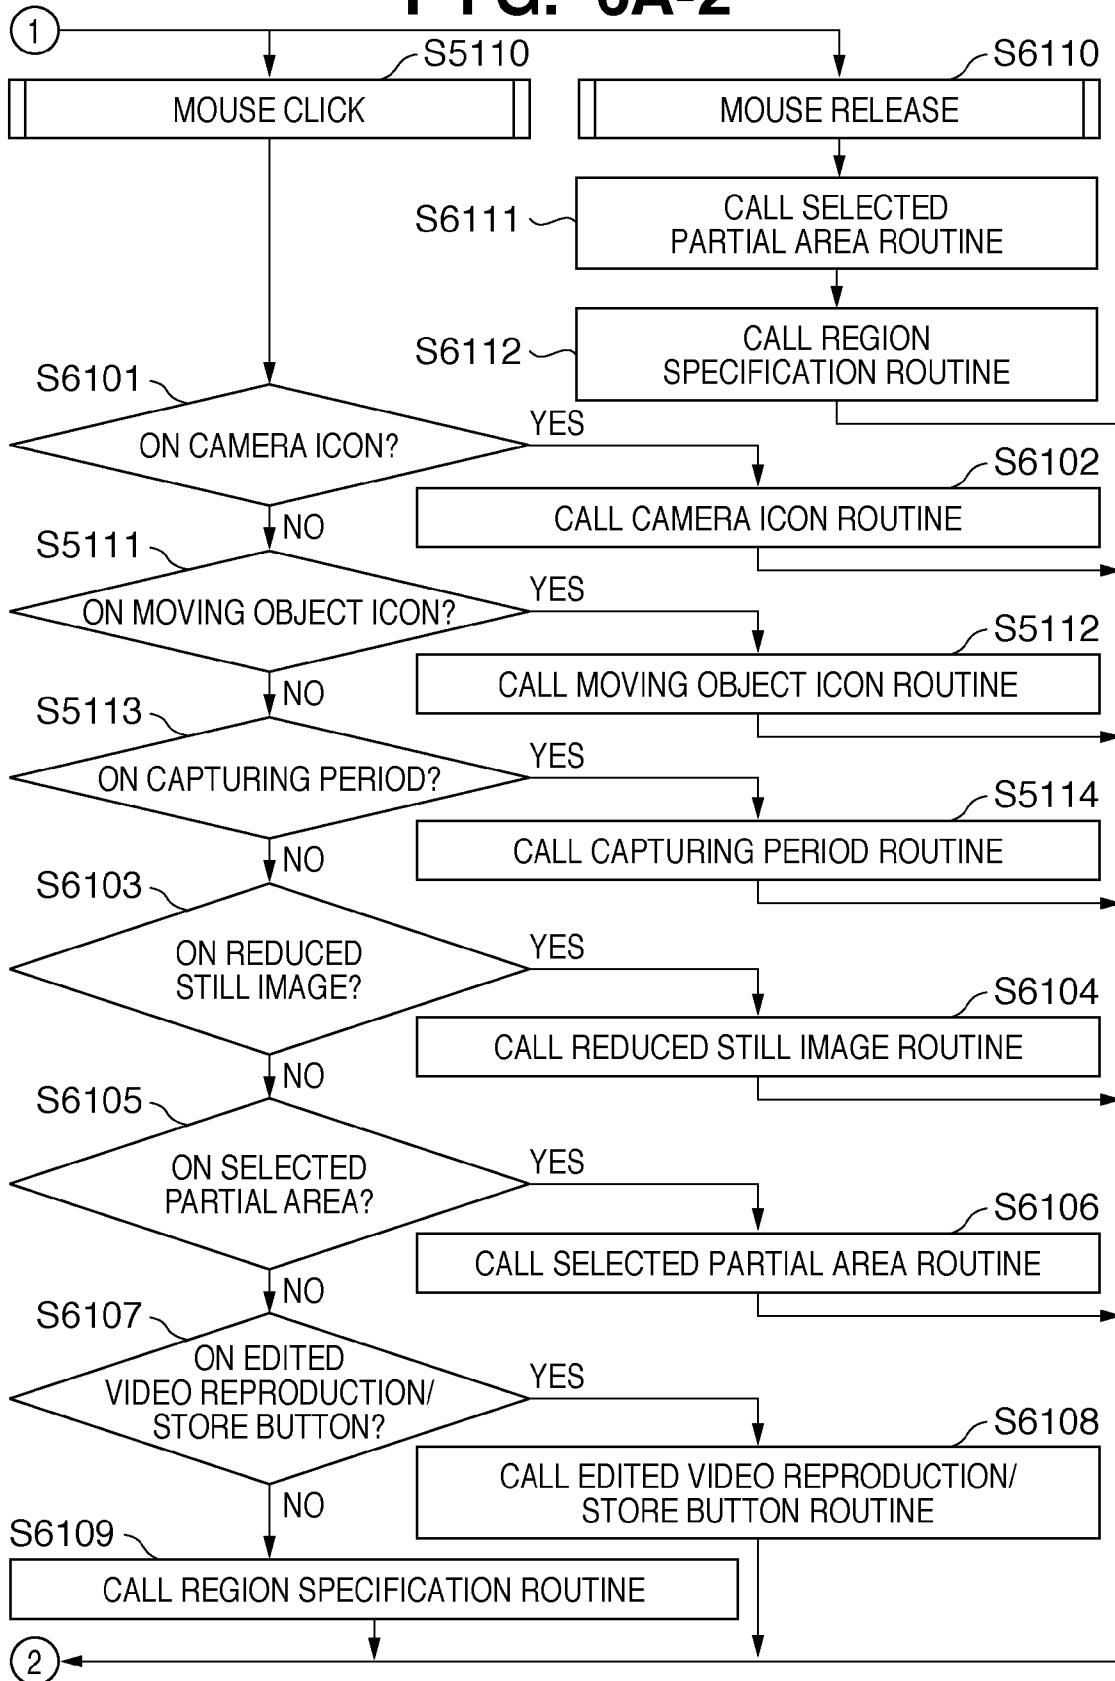 1
S5110
S6110
MOUSE CLICK
MOUSE RELEASE
S6111
CALL SELECTED
PARTIAL AREA ROUTINE
S6112
CALL REGION
SPECIFICATION ROUTINE
S6101
ON CAMERA ICON?
YES
S6102
CALL CAMERA ICON ROUTINE
NO
S5111
ON MOVING OBJECT ICON?
YES
S5112
CALL MOVING OBJECT ICON ROUTINE
NO
S5113
ON CAPTURING PERIOD?
YES
S5114
CALL CAPTURING PERIOD ROUTINE
NO
S6103
ON REDUCED
STILL IMAGE?
YES
S6104
CALL REDUCED STILL IMAGE ROUTINE
NO
S6105
ON SELECTED
PARTIAL AREA?
YES
S6106
CALL SELECTED PARTIAL AREA ROUTINE
NO
S6107
ON EDITED
VIDEO REPRODUCTION/
STORE BUTTON?
YES
S6108
CALL EDITED VIDEO REPRODUCTION/
STORE BUTTON ROUTINE
NO
S6109
CALL REGION SPECIFICATION ROUTINE
2